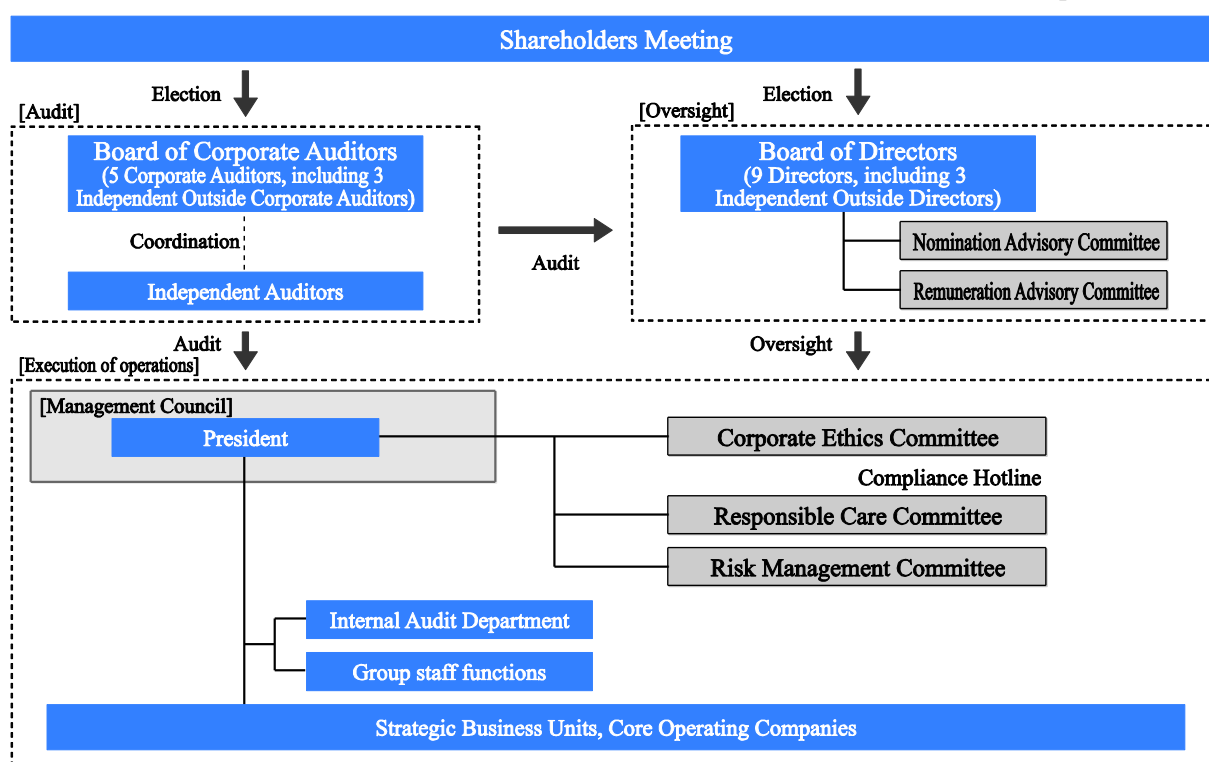 Shareholders Meeting
Election
Election
[Audit]
[Oversight]
Board of Corporate Auditors
(5 Corporate Auditors, including 3
Independent Outside Corporate Auditors)
Board of Directors
(9 Directors, including 3
Independent Outside Directors)
Coordination
Independent Auditors
Audit
Nomination Advisory Committee
Remuneration Advisory Committee
Audit
Oversight
[Execution of operations]
[Management Council]
President
Corporate Ethics Committee
Compliance Hotline
Responsible Care Committee
Risk Management Committee
Internal Audit Department
Group staff functions
Strategic Business Units, Core Operating Companies